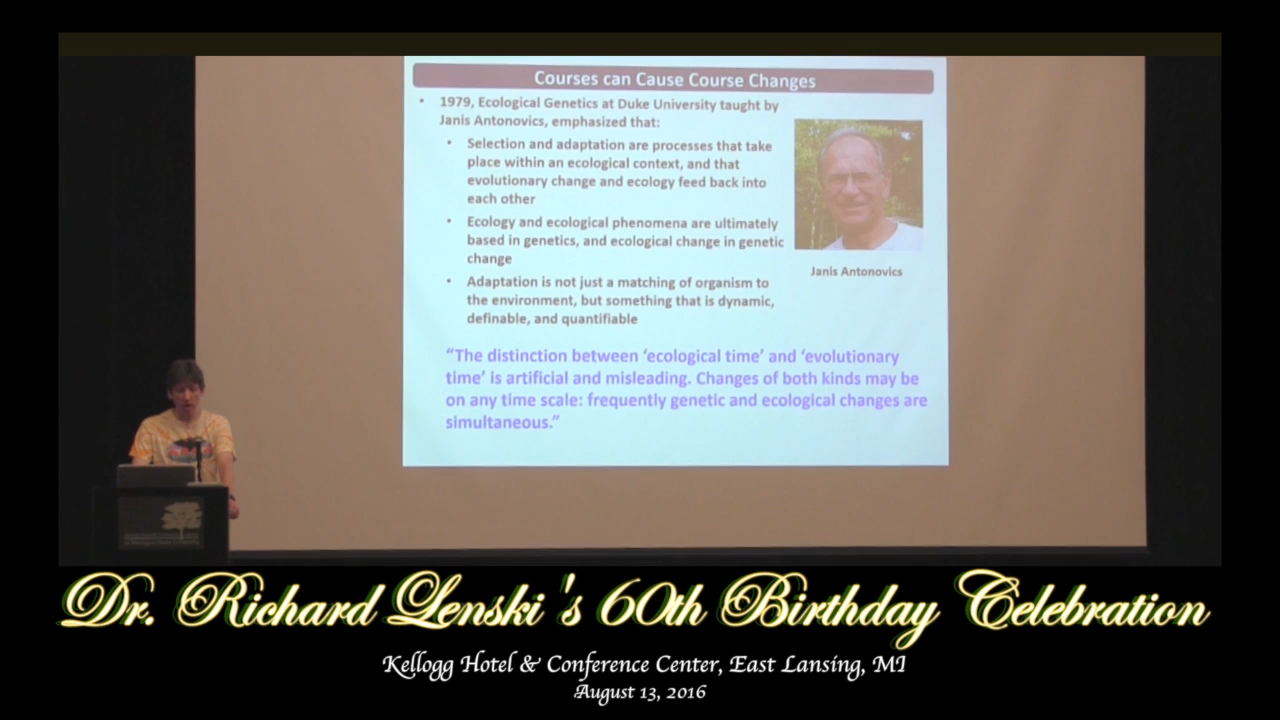 Courses can Cause Course Changes
• 1979, Ecological Genetics at Duke University taught by
Janis Antonovics, emphasized that:
• Selection and adaptation are processes that take
place within an ecological context, and that
evolutionary change and ecology feed back into
each other
• Ecology and ecological phenomena are ultimately
based in genetics, and ecological change in genetic
change
• Adaptation is not just a matching of organism to
the environment, but something that is dynamic,
definable, and quantifiable
Janis Antonovics
“The distinction between ‘ecological time’ and ‘evolutionary
time’ is artificial and misleading. Changes of both kinds may be
on any time scale: frequently genetic and ecological changes are
simultaneous.”
Dr. Richard Lenski's 60th Birthday Celebration
Kellogg Hotel & Conference Center, East Lansing, MI
August 13, 2016